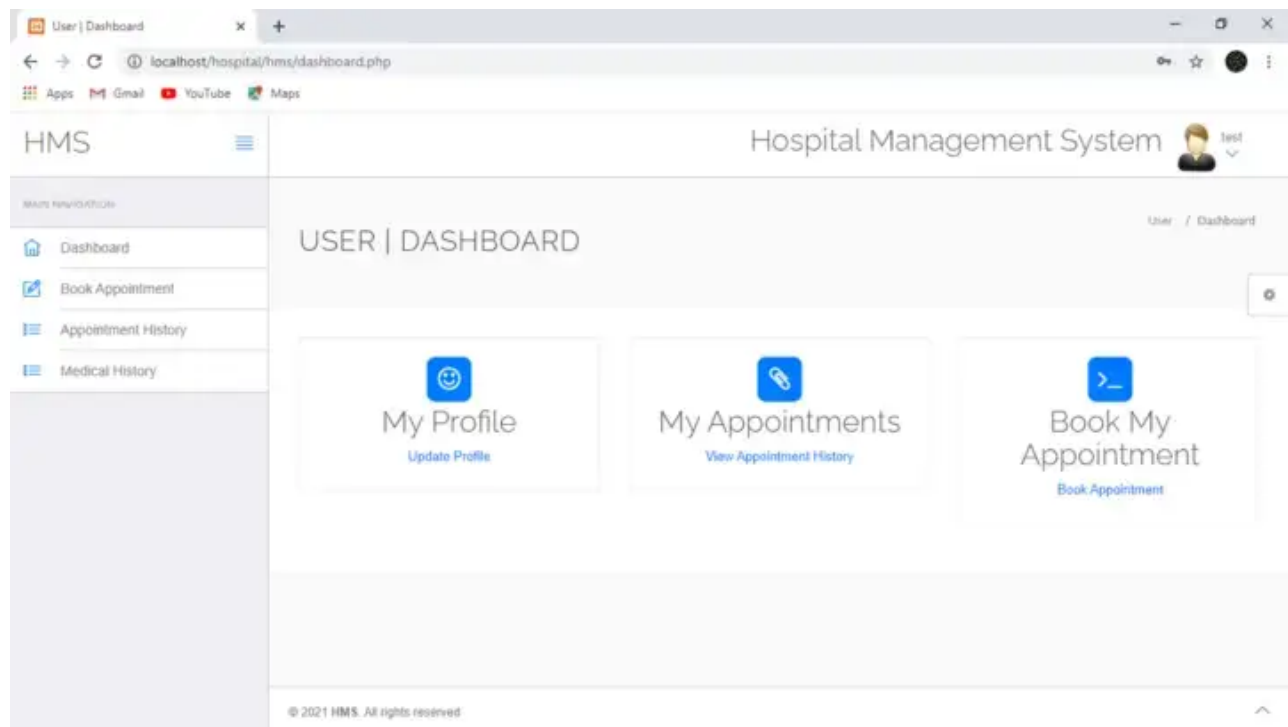 User | Dashboard
localhost/hospital/hms/dashboard.php
Apps Gmail YouTube Maps
HMS
Hospital Management System
test
MAIN NAVIGATION
Dashboard
Book Appointment
Appointment History
Medical History
USER | DASHBOARD
User / Dashboard
My Profile
Update Profile
My Appointments
View Appointment History
Book My
Appointment
Book Appointment
© 2021 HMS. All rights reserved